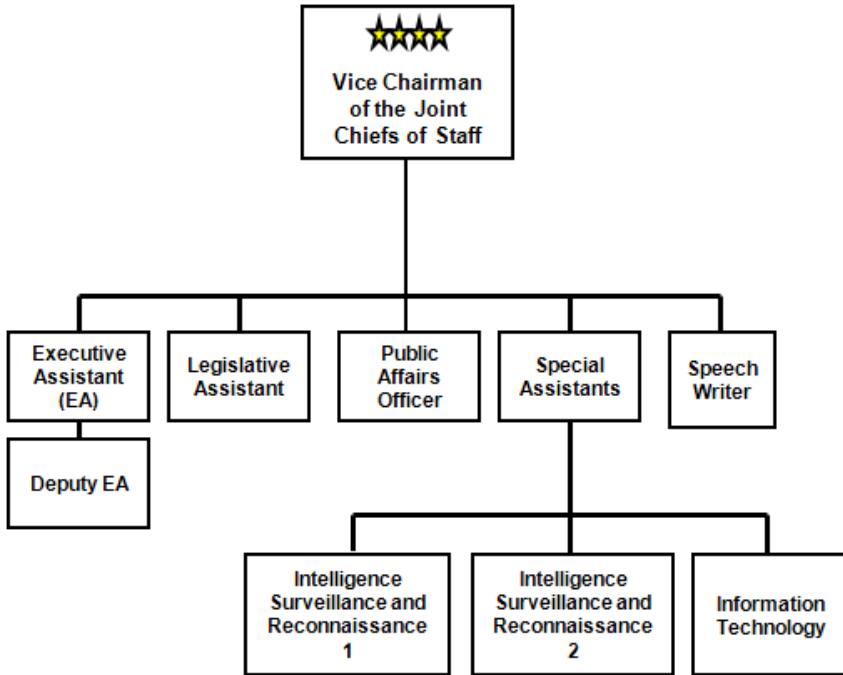 Vice Chairman
of the Joint
Chiefs of Staff
Executive
Assistant
(EA)
Legislative
Assistant
Public
Affairs
Officer
Special
Assistants
Speech
Writer
Deputy EA
Intelligence
Surveillance and
Reconnaissance
1
Intelligence
Surveillance and
Reconnaissance
2
Information
Technology